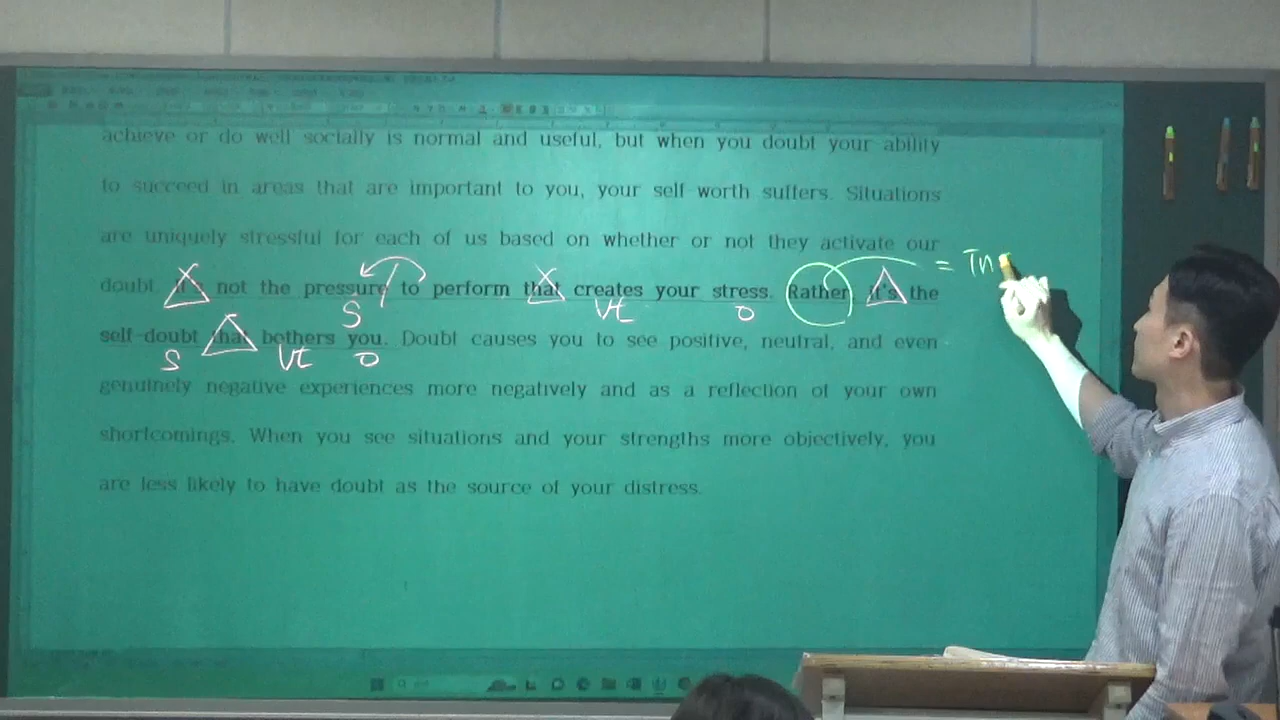 achieve or do well socially is normal and useful, but when you doubt your ability
to succeed in areas that are important to you, your self worth suffers. Situations
are uniquely stressful for each of us based on whether or not they activate our
= In
doubt. It's not the pressure to perform that creates your stress. Rather, it's the
S Vt O
self-doubt that bothers you. Doubt causes you to see positive, neutral, and even
S Vt O
genuinely negative experiences more negatively and as a reflection of your own
shortcomings. When you see situations and your strengths more objectively, you
are less likely to have doubt as the source of your distress.